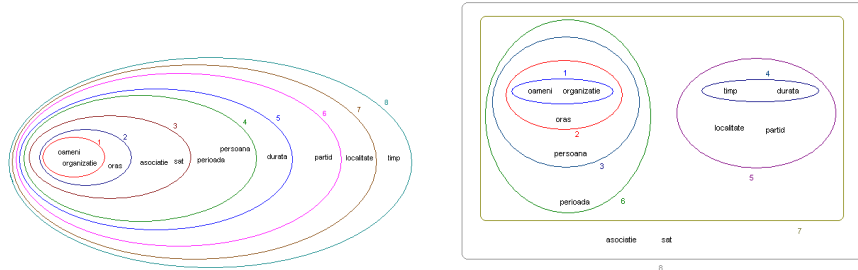 oameni
organizatie
1
oras
2
asociatie
sat
3
perioada
persoana
4
durata
5
partid
6
localitate
7
timp
8
1
oameni organizatie
oras
2
persoana
3
perioada
6
4
timp durata
localitate partid
5
7
asociatie sat
8